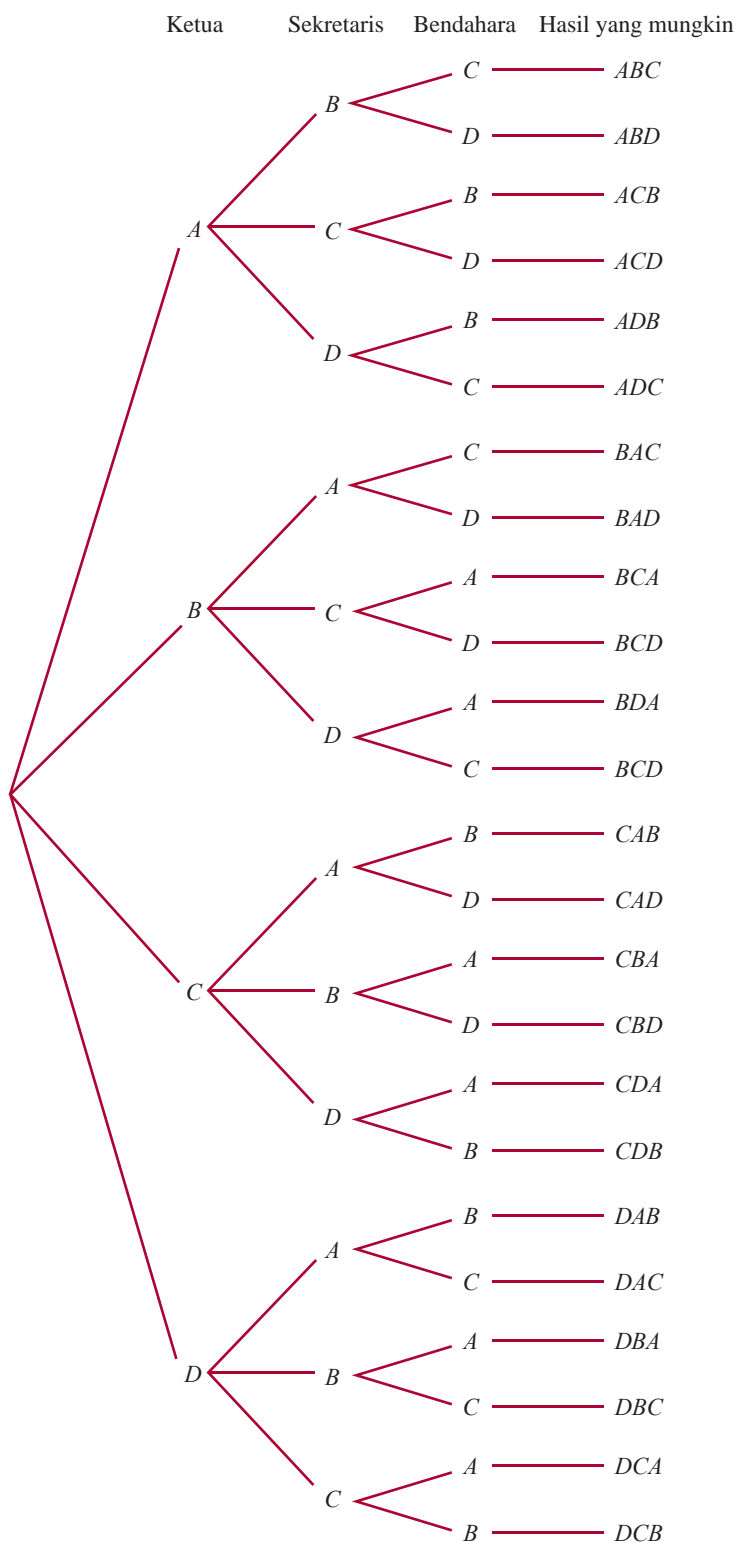 Ketua Sekretaris Bendahara Hasil yang mungkin
C ABC
B
D ABD
B ACB
A C
D ACD
B ADB
D
C ADC
C BAC
A
D BAD
A BCA
B C
D BCD
A BDA
D
C BCD
B CAB
A
D CAD
A CBA
C B
D CBD
A CDA
D
B CDB
B DAB
A
C DAC
A DBA
D B
C DBC
A DCA
C
B DCB